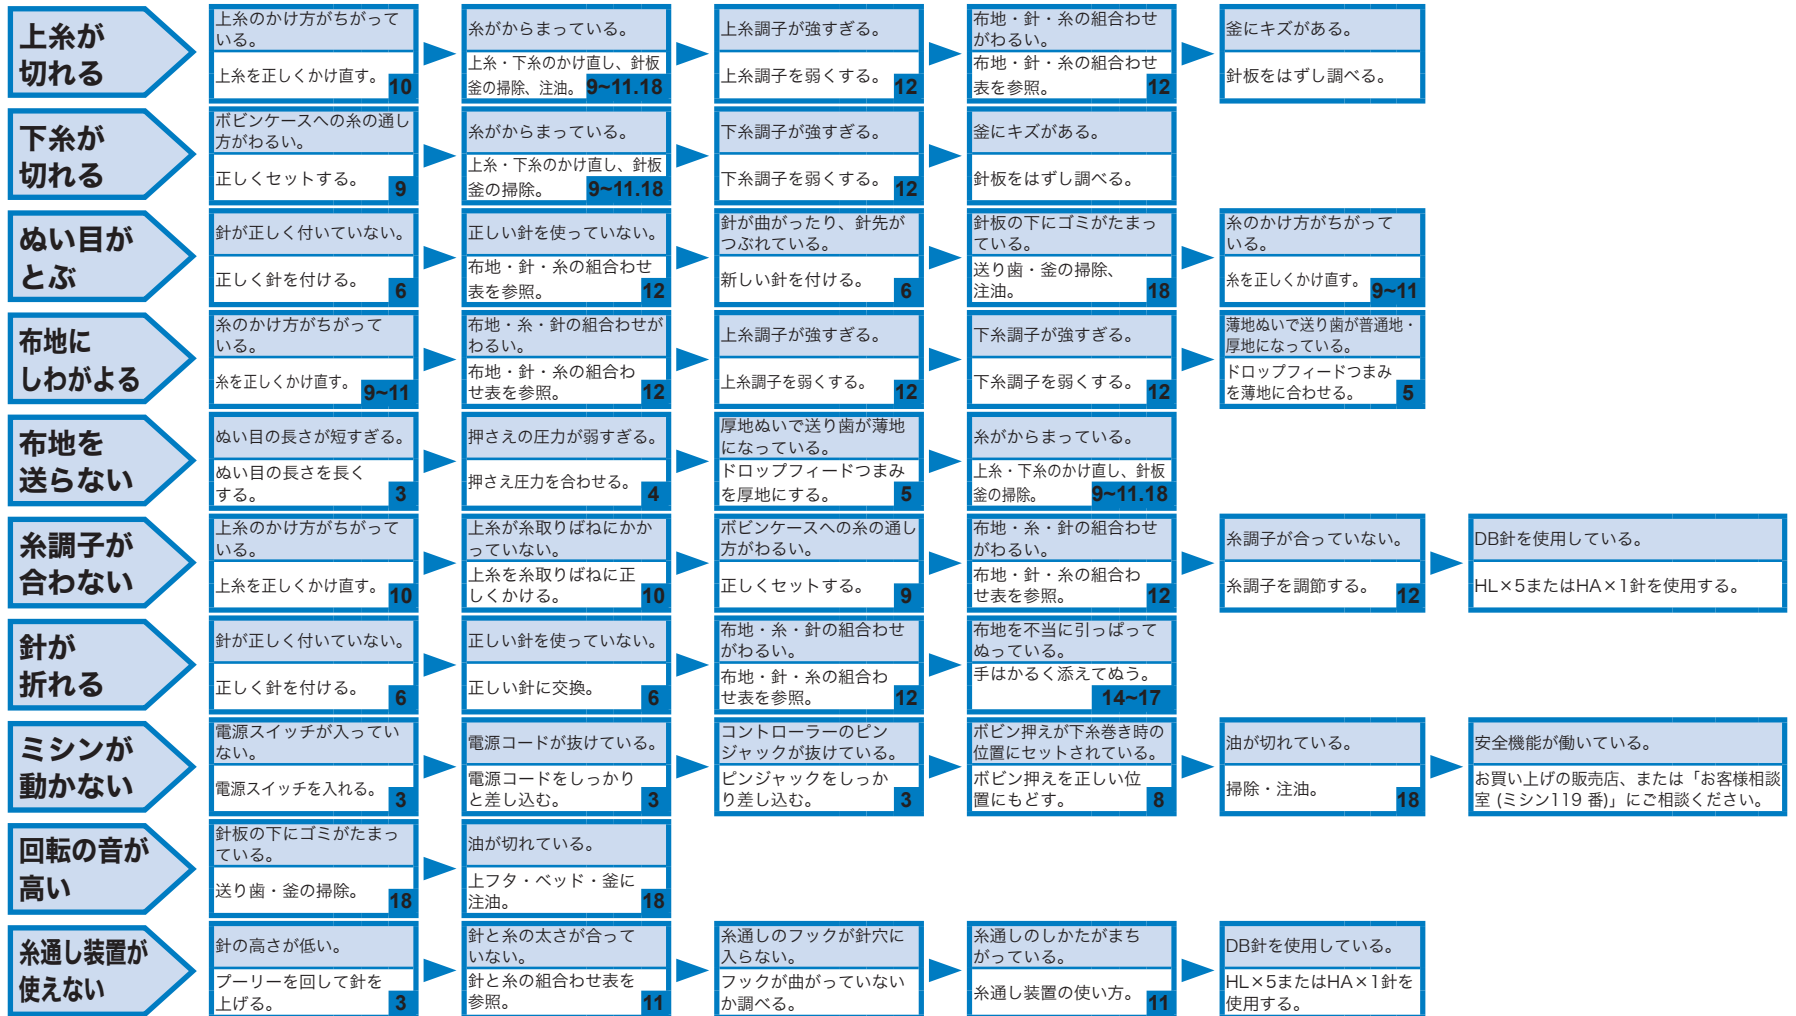 上糸が
切れる
上糸のかけ方がちがって
いる。
上糸を正しくかけ直す。 10
糸がからまっている。
上糸・下糸のかけ直し、針板
釜の掃除、注油。 9~11.18
上糸調子が強すぎる。
上糸調子を弱くする。 12
布地・針・糸の組合わせ
がわるい。
布地・針・糸の組合わせ
表を参照。 12
釜にキズがある。
針板をはずし調べる。
下糸が
切れる
ボビンケースへの糸の通し
方がわるい。
正しくセットする。 9
糸がからまっている。
上糸・下糸のかけ直し、針板
釜の掃除。 9~11.18
下糸調子が強すぎる。
下糸調子を弱くする。 12
釜にキズがある。
針板をはずし調べる。
ぬい目が
とぶ
針が正しく付いていない。
正しく針を付ける。 6
正しい針を使っていない。
布地・針・糸の組合わせ
表を参照。 12
針が曲がったり、針先が
つぶれている。
新しい針を付ける。 6
針板の下にゴミがたまっ
ている。
送り歯・釜の掃除、
注油。 18
糸のかけ方がちがって
いる。
糸を正しくかけ直す。 9~11
布地に
しわがよる
糸のかけ方がちがって
いる。
糸を正しくかけ直す。 9~11
布地・糸・針の組合わせが
わるい。
布地・針・糸の組合わ
せ表を参照。 12
上糸調子が強すぎる。
上糸調子を弱くする。 12
下糸調子が強すぎる。
下糸調子を弱くする。 12
薄地ぬいで送り歯が普通地・
厚地になっている。
ドロップフィードつまみ
を薄地に合わせる。 5
布地を
送らない
ぬい目の長さが短すぎる。
ぬい目の長さを長く
する。 3
押さえの圧力が弱すぎる。
押さえ圧力を合わせる。 4
厚地ぬいで送り歯が薄地
になっている。
ドロップフィードつまみ
を厚地にする。 5
糸がからまっている。
上糸・下糸のかけ直し、針板
釜の掃除。 9~11.18
糸調子が
合わない
上糸のかけ方がちがって
いる。
上糸を正しくかけ直す。 10
上糸が糸取りばねにかか
っていない。
上糸を糸取りばねに正
しくかける。 10
ボビンケースへの糸の通し
方がわるい。
正しくセットする。 9
布地・糸・針の組合わせ
がわるい。
布地・針・糸の組合わ
せ表を参照。 12
糸調子が合っていない。
糸調子を調節する。 12
DB針を使用している。
HL×5またはHA×1針を使用する。
針が
折れる
針が正しく付いていない。
正しく針を付ける。 6
正しい針を使っていない。
正しい針に交換。 6
布地・糸・針の組合わせ
がわるい。
布地・針・糸の組合わ
せ表を参照。 12
布地を不当に引っぱって
ぬっている。
手はかるく添えてぬう。
14~17
ミシンが
動かない
電源スイッチが入ってい
ない。
電源スイッチを入れる。 3
電源コードが抜けている。
電源コードをしっかり
と差し込む。 3
コントローラーのピン
ジャックが抜けている。
ピンジャックをしっか
り差し込む。 3
ボビン押えが下糸巻き時の
位置にセットされている。
ボビン押えを正しい位
置にもどす。 8
油が切れている。
掃除・注油。 18
安全機能が働いている。
お買い上げの販売店、または「お客様相談
室 (ミシン119 番)」にご相談ください。
回転の音が
高い
針板の下にゴミがたまっ
ている。
送り歯・釜の掃除。 18
油が切れている。
上フタ・ベッド・釜に
注油。 18
糸通し装置が
使えない
針の高さが低い。
プーリーを回して針を
上げる。 3
針と糸の太さが合って
いない。
針と糸の組合わせ表を
参照。 11
糸通しのフックが針穴に
入らない。
フックが曲がっていない
か調べる。
糸通しのしかたがまち
がっている。
糸通し装置の使い方。 11
DB針を使用している。
HL×5またはHA×1針を
使用する。